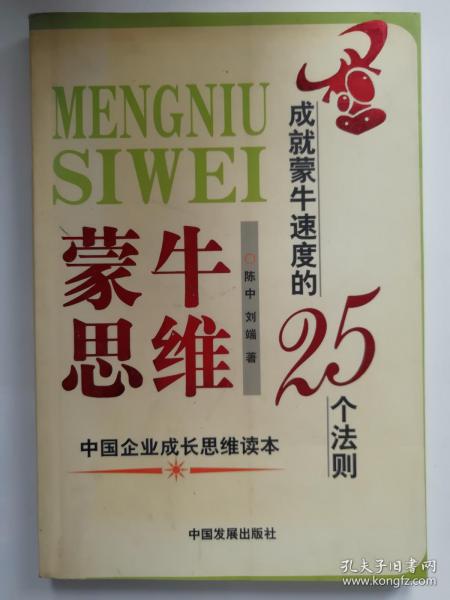 MENGNIU
SIWEI
蒙牛
思维
陈中 刘端 著
成就蒙牛速度的
25
个法则
中国企业成长思维读本
中国发展出版社
孔夫子旧书网
www.kongfz.com